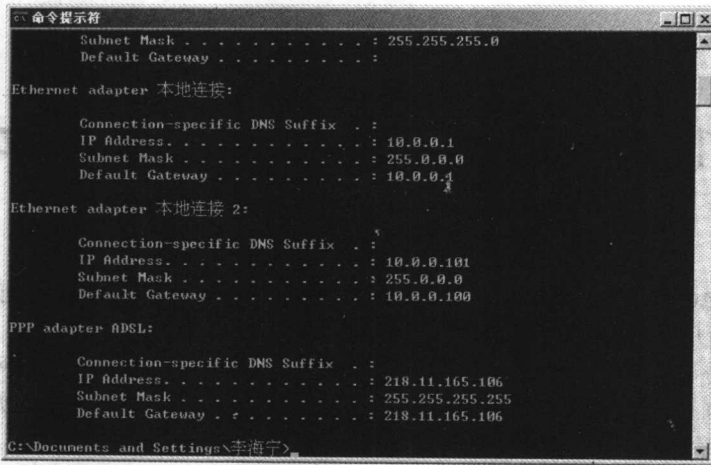 命令提示符
Subnet Mask . . . . . . . . . . . : 255.255.255.0
Default Gateway . . . . . . . . . :
Ethernet adapter 本地连接:
Connection-specific DNS Suffix . :
IP Address. . . . . . . . . . . . : 10.0.0.1
Subnet Mask . . . . . . . . . . . : 255.0.0.0
Default Gateway . . . . . . . . . : 10.0.0.1
Ethernet adapter 本地连接 2:
Connection-specific DNS Suffix . :
IP Address. . . . . . . . . . . . : 10.0.0.101
Subnet Mask . . . . . . . . . . . : 255.0.0.0
Default Gateway . . . . . . . . . : 10.0.0.100
PPP adapter ADSL:
Connection-specific DNS Suffix . :
IP Address. . . . . . . . . . . . : 218.11.165.106
Subnet Mask . . . . . . . . . . . : 255.255.255.255
Default Gateway . . . . . . . . . : 218.11.165.106
C:\Documents and Settings\李海宁>